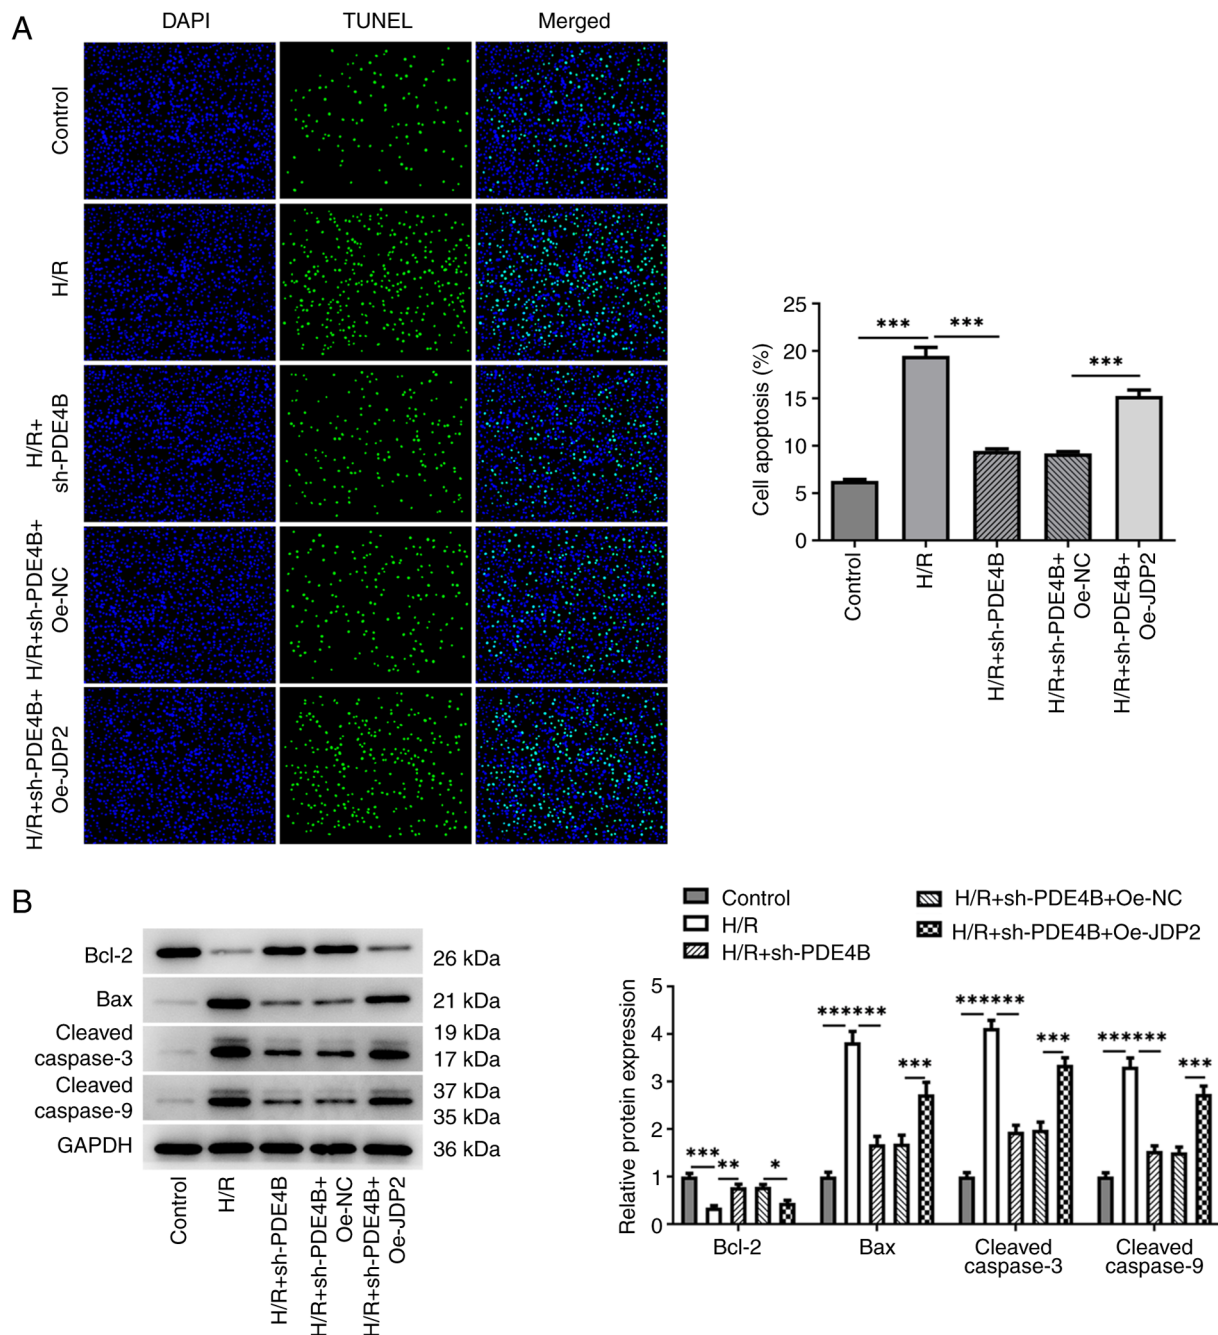 A
DAPI
TUNEL
Merged
Control
H/R
H/R+
sh-PDE4B
H/R+sh-PDE4B+
Oe-NC
H/R+sh-PDE4B+
Oe-JDP2
Cell apoptosis (%)
25
20
15
10
5
0
***
***
***
Control
H/R
H/R+sh-PDE4B
H/R+sh-PDE4B+
Oe-NC
H/R+sh-PDE4B+
Oe-JDP2
B
Bcl-2
26 kDa
Bax
21 kDa
Cleaved
caspase-3
19 kDa
17 kDa
Cleaved
caspase-9
37 kDa
35 kDa
GAPDH
36 kDa
Control
H/R
H/R+sh-PDE4B
H/R+sh-PDE4B+
Oe-NC
H/R+sh-PDE4B+
Oe-JDP2
Control
H/R
H/R+sh-PDE4B
H/R+sh-PDE4B+Oe-NC
H/R+sh-PDE4B+Oe-JDP2
Relative protein expression
5
4
3
2
1
0
***
**
*
******
***
******
***
******
***
Bcl-2
Bax
Cleaved
caspase-3
Cleaved
caspase-9